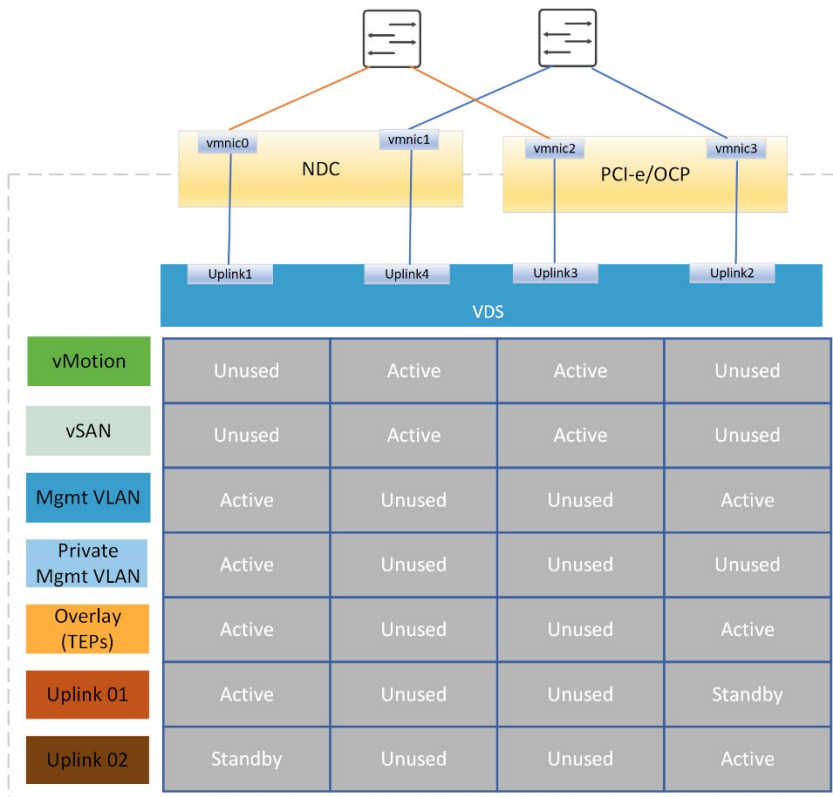 vmnic0
vmnic1
vmnic2
vmnic3
NDC
PCI-e/OCP
Uplink1
Uplink4
Uplink3
Uplink2
VDS
vMotion
Unused
Active
Active
Unused
vSAN
Unused
Active
Active
Unused
Mgmt VLAN
Active
Unused
Unused
Active
Private
Mgmt VLAN
Active
Unused
Unused
Unused
Overlay
(TEPs)
Active
Unused
Unused
Active
Uplink 01
Active
Unused
Unused
Standby
Uplink 02
Standby
Unused
Unused
Active